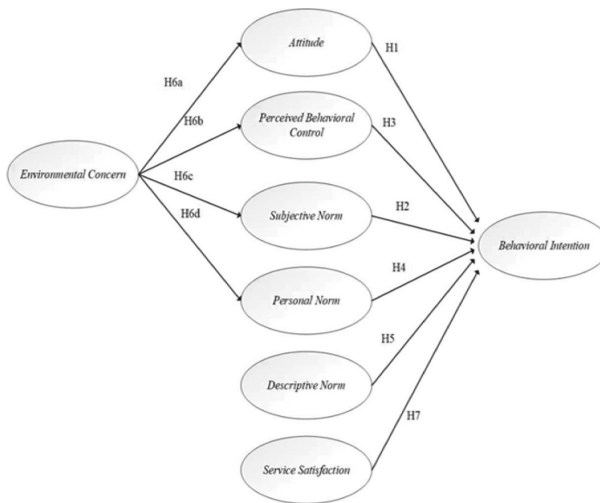 Attitude
H1
H6a
H6b
Perceived Behavioral
Control
H3
Environmental Concern
H6c
H6d
Subjective Norm
H2
Behavioral Intention
H4
Personal Norm
H5
Descriptive Norm
H7
Service Satisfaction